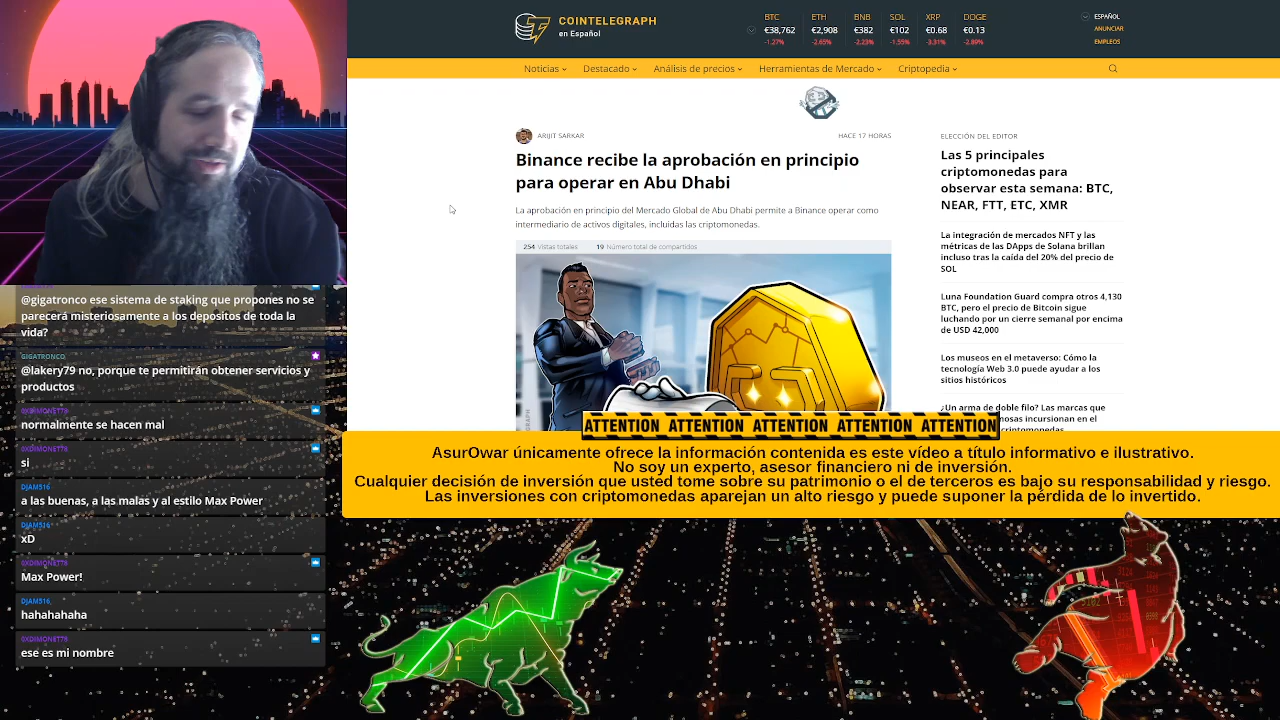 COINTELEGRAPH
en Español
BTC
€38,762
-1.27%
ETH
€2,908
-2.65%
BNB
€382
-2.23%
SOL
€102
-1.55%
XRP
€0.68
-3.31%
DOGE
€0.13
-2.89%
ESPAÑOL
ANUNCIAR
EMPLEOS
Noticias
Destacado
Análisis de precios
Herramientas de Mercado
Criptopedia
ARIJIT SARKAR
HACE 17 HORAS
Binance recibe la aprobación en principio
para operar en Abu Dhabi
La aprobación en principio del Mercado Global de Abu Dhabi permite a Binance operar como
intermediario de activos digitales, incluidas las criptomonedas.
254 Vistas totales
19 Número total de compartidos
ELECCIÓN DEL EDITOR
Las 5 principales
criptomonedas para
observar esta semana: BTC,
NEAR, FTT, ETC, XMR
La integración de mercados NFT y las
métricas de las DApps de Solana brillan
incluso tras la caída del 20% del precio de
SOL
Luna Foundation Guard compra otros 4,130
BTC, pero el precio de Bitcoin sigue
luchando por un cierre semanal por encima
de USD 42,000
Los museos en el metaverso: Cómo la
tecnología Web 3.0 puede ayudar a los
sitios históricos
¿Un arma de doble filo? Las marcas que
incursionan en el
@gigatronco ese sistema de staking que propones no se
parecerá misteriosamente a los depositos de toda la
vida?
GIGATRONCO
@lakery79 no, porque te permitirán obtener servicios y
productos
0XDIMONET78
normalmente se hacen mal
0XDIMONET78
si
DJAM516
a las buenas, a las malas y al estilo Max Power
DJAM516
xD
0XDIMONET78
Max Power!
DJAM516
hahahahaha
0XDIMONET78
ese es mi nombre
ATTENTION ATTENTION ATTENTION ATTENTION ATTENTION
AsurOwar únicamente ofrece la información contenida es este vídeo a título informativo e ilustrativo.
No soy un experto, asesor financiero ni de inversión.
Cualquier decisión de inversión que usted tome sobre su patrimonio o el de terceros es bajo su responsabilidad y riesgo.
Las inversiones con criptomonedas aparejan un alto riesgo y puede suponer la pérdida de lo invertido.